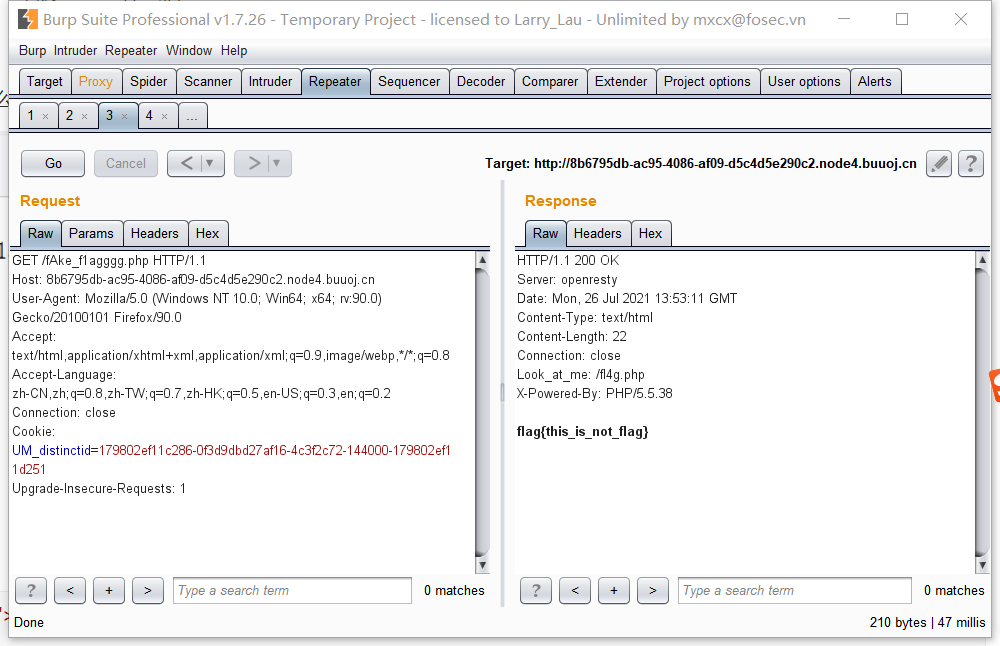 Burp Suite Professional v1.7.26 - Temporary Project - licensed to Larry_Lau - Unlimited by mxcx@fosec.vn
Burp Intruder Repeater Window Help
Target Proxy Spider Scanner Intruder Repeater Sequencer Decoder Comparer Extender Project options User options Alerts
1 × 2 × 3 × 4 × ...
Go Cancel < > Target: http://8b6795db-ac95-4086-af09-d5c4d5e290c2.node4.buuoj.cn ?
Request
Raw Params Headers Hex
GET /fAke_f1agggg.php HTTP/1.1
Host: 8b6795db-ac95-4086-af09-d5c4d5e290c2.node4.buuoj.cn
User-Agent: Mozilla/5.0 (Windows NT 10.0; Win64; x64; rv:90.0)
Gecko/20100101 Firefox/90.0
Accept:
text/html,application/xhtml+xml,application/xml;q=0.9,image/webp,*/*;q=0.8
Accept-Language:
zh-CN,zh;q=0.8,zh-TW;q=0.7,zh-HK;q=0.5,en-US;q=0.3,en;q=0.2
Connection: close
Cookie:
UM_distinctid=179802ef11c286-0f3d9dbd27af16-4c3f2c72-144000-179802ef1
1d251
Upgrade-Insecure-Requests: 1
? < + > Type a search term 0 matches
Response
Raw Headers Hex
HTTP/1.1 200 OK
Server: openresty
Date: Mon, 26 Jul 2021 13:53:11 GMT
Content-Type: text/html
Content-Length: 22
Connection: close
Look_at_me: /fl4g.php
X-Powered-By: PHP/5.5.38
flag{this_is_not_flag}
? < + > Type a search term 0 matches
Done 210 bytes | 47 millis